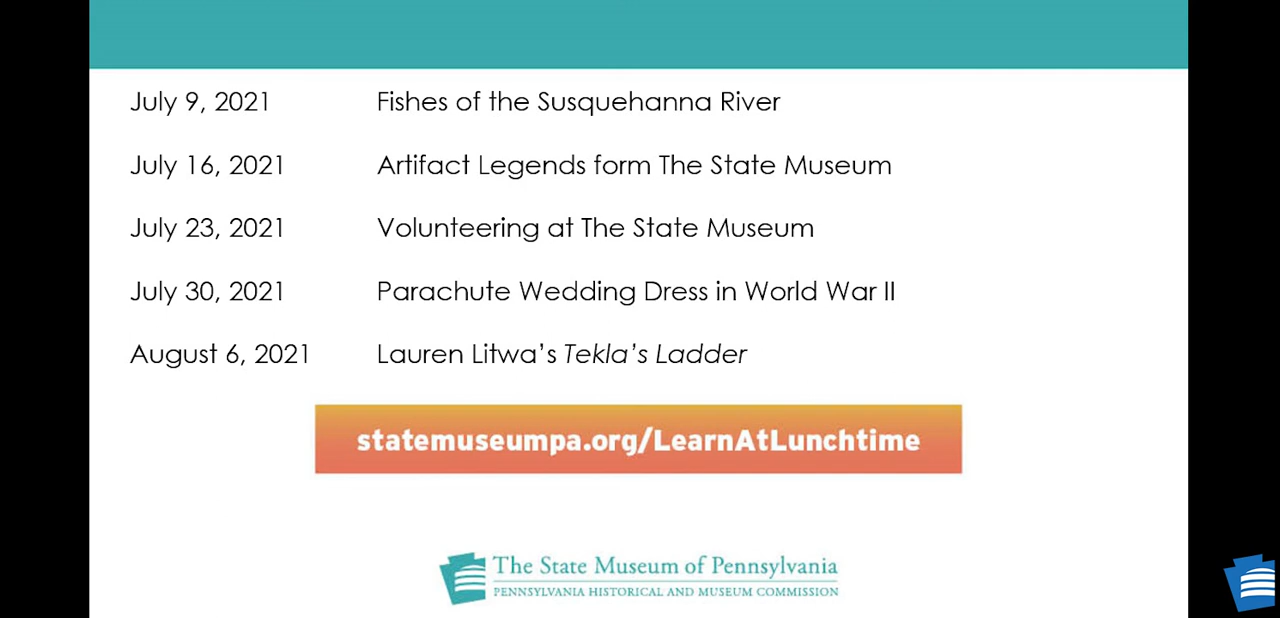 July 9, 2021 Fishes of the Susquehanna River
July 16, 2021 Artifact Legends form The State Museum
July 23, 2021 Volunteering at The State Museum
July 30, 2021 Parachute Wedding Dress in World War II
August 6, 2021 Lauren Litwa's Tekla's Ladder
statemuseumpa.org/LearnAtLunchtime
The State Museum of Pennsylvania
PENNSYLVANIA HISTORICAL AND MUSEUM COMMISSION